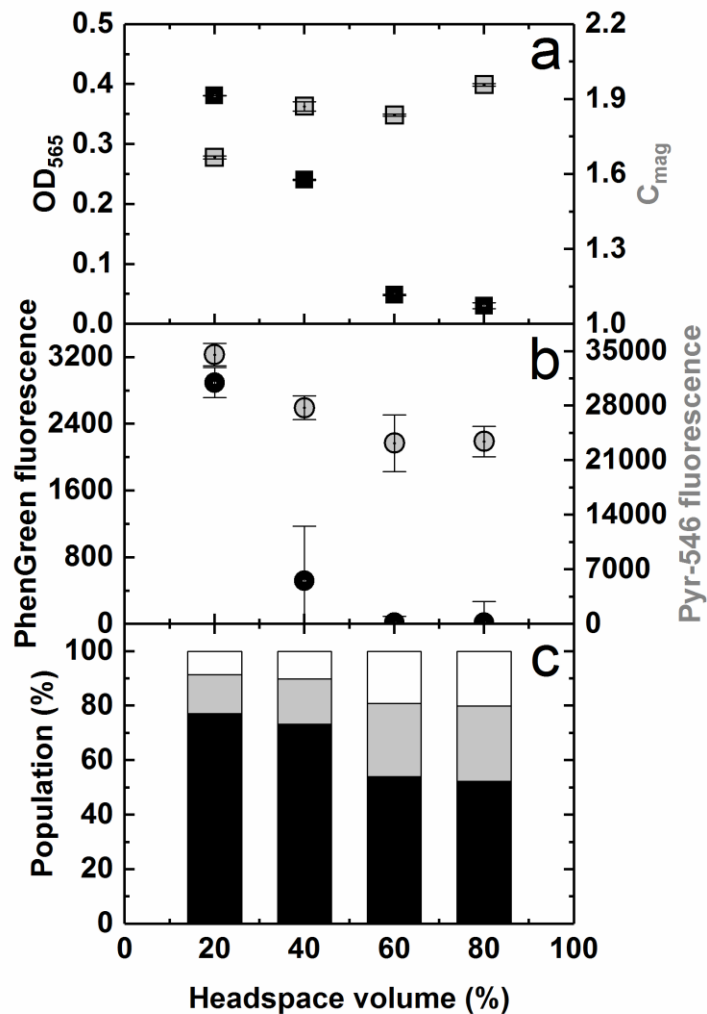 0.5
0.4
0.3
0.2
0.1
0.0
OD565
a
2.2
1.9
1.6
1.3
1.0
Cmag
3200
2400
1600
800
0
PhenGreen fluorescence
b
35000
28000
21000
14000
7000
0
Pyr-546 fluorescence
100
80
60
40
20
0
Population (%)
c
0 20 40 60 80 100
Headspace volume (%)